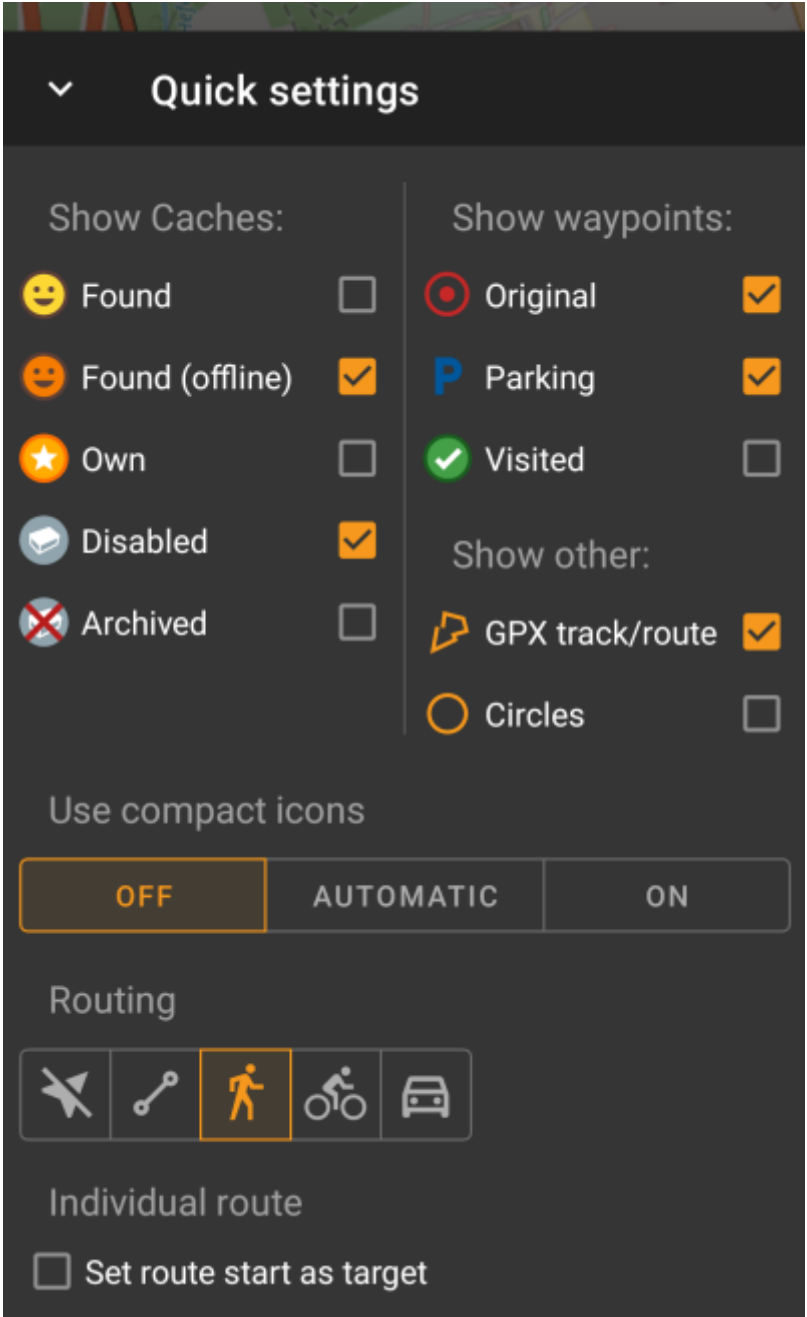 Quick settings
Show Caches:
Found
Found (offline)
Own
Disabled
Archived
Show waypoints:
Original
P Parking
Visited
Show other:
GPX track/route
Circles
Use compact icons
OFF AUTOMATIC ON
Routing
Individual route
Set route start as target